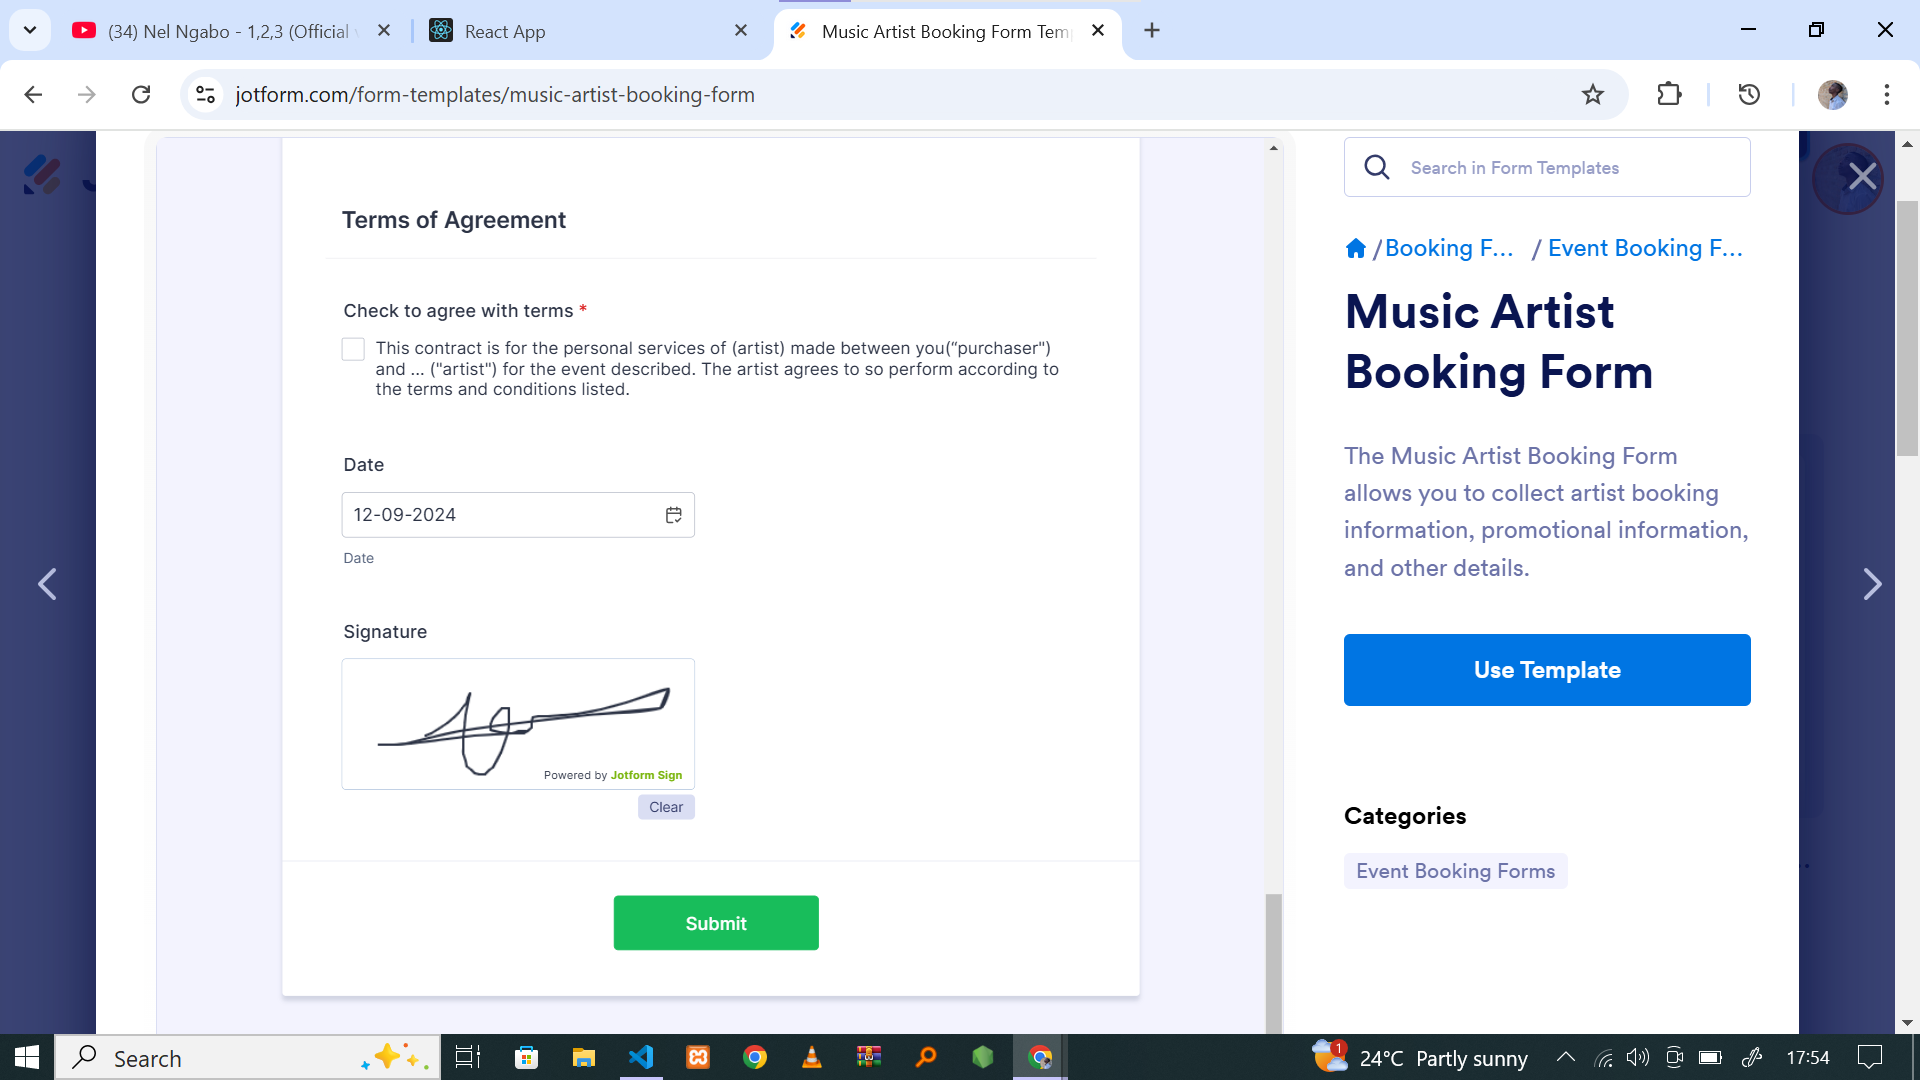 (34) Nel Ngabo - 1,2,3 (Official
React App
Music Artist Booking Form Tem
jotform.com/form-templates/music-artist-booking-form
Terms of Agreement
Check to agree with terms *
This contract is for the personal services of (artist) made between you(“purchaser")
and ... ("artist") for the event described. The artist agrees to so perform according to
the terms and conditions listed.
Date
12-09-2024
Date
Signature
Powered by Jotform Sign
Clear
Submit
Search in Form Templates
/Booking F... / Event Booking F...
Music Artist
Booking Form
The Music Artist Booking Form
allows you to collect artist booking
information, promotional information,
and other details.
Use Template
Categories
Event Booking Forms
Search
1
24°C Partly sunny
17:54